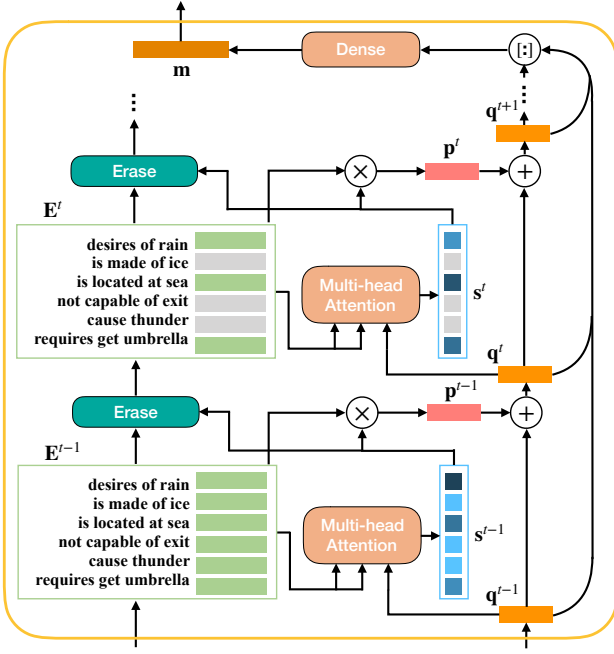 Dense
[:]
m
q^{t+1}
p^t
Erase
×
+
E^t
desires of rain
is made of ice
is located at sea
not capable of exit
cause thunder
requires get umbrella
Multi-head
Attention
s^t
q^t
p^{t-1}
Erase
×
+
E^{t-1}
desires of rain
is made of ice
is located at sea
not capable of exit
cause thunder
requires get umbrella
Multi-head
Attention
s^{t-1}
q^{t-1}